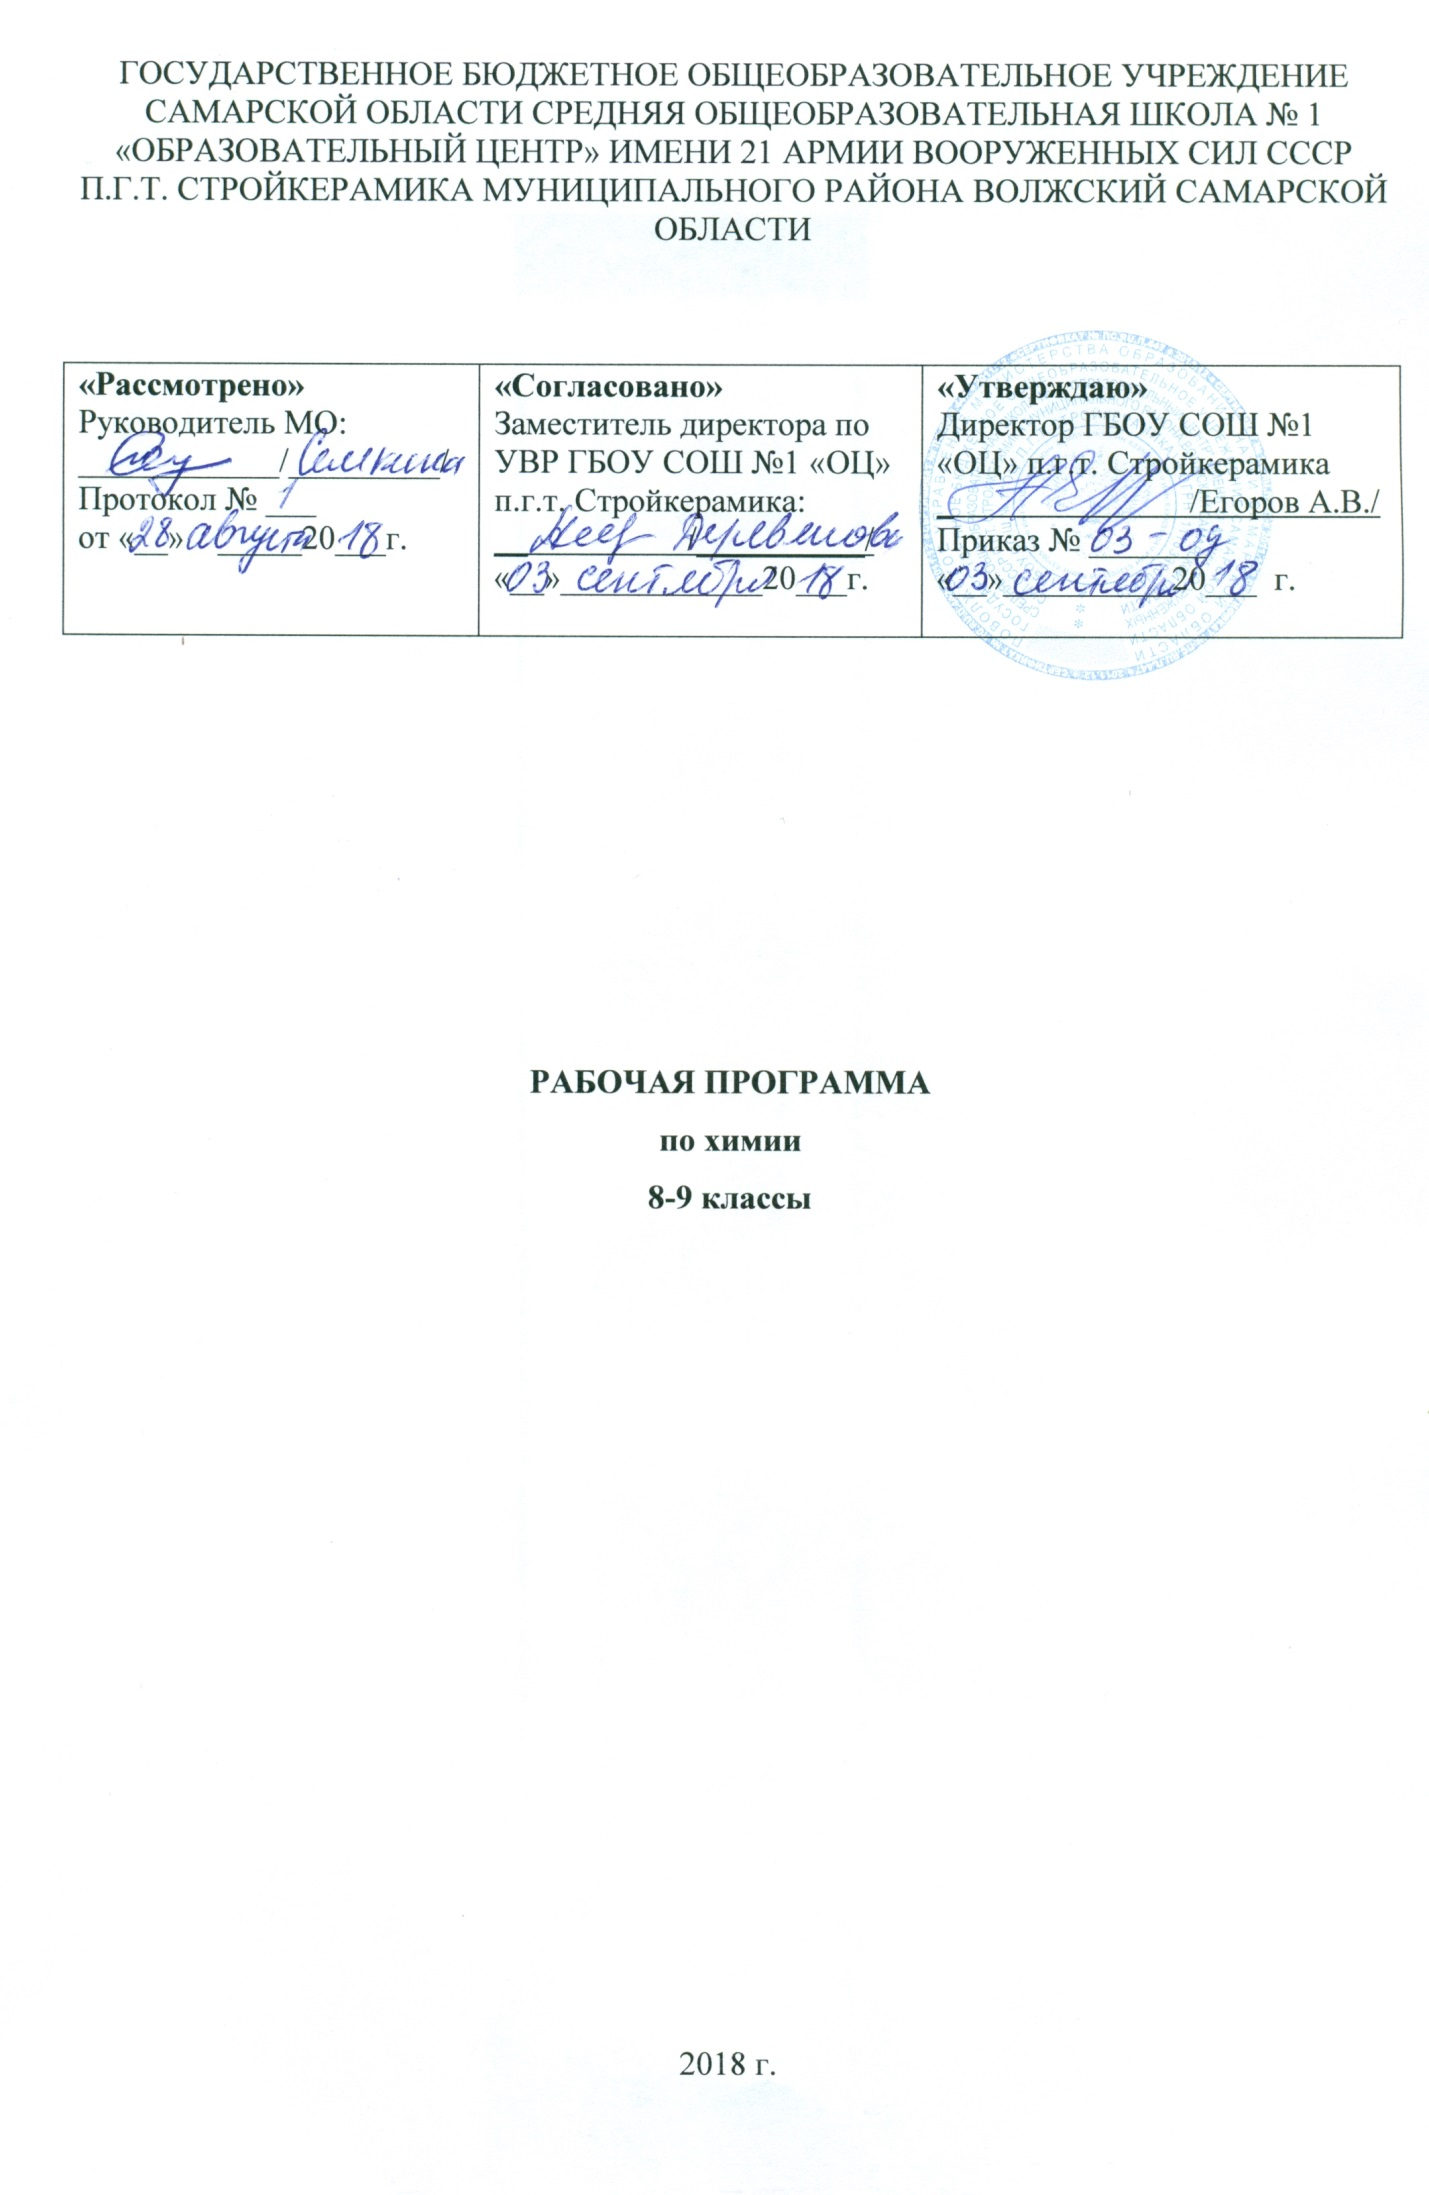 ГОСУДАРСТВЕННОЕ БЮДЖЕТНОЕ ОБЩЕОБРАЗОВАТЕЛЬНОЕ УЧРЕЖДЕНИЕ
САМАРСКОЙ ОБЛАСТИ СРЕДНЯЯ ОБЩЕОБРАЗОВАТЕЛЬНАЯ ШКОЛА № 1
«ОБРАЗОВАТЕЛЬНЫЙ ЦЕНТР» ИМЕНИ 21 АРМИИ ВООРУЖЕННЫХ СИЛ СССР
П.Г.Т. СТРОЙКЕРАМИКА МУНИЦИПАЛЬНОГО РАЙОНА ВОЛЖСКИЙ САМАРСКОЙ
ОБЛАСТИ
«Рассмотрено»
Руководитель МО:
/ Семкина
Протокол № 1
от «28» августа 2018 г.
«Согласовано»
Заместитель директора по
УВР ГБОУ СОШ №1 «ОЦ»
п.г.т. Стройкерамика:
«03» сентября 2018 г.
«Утверждаю»
Директор ГБОУ СОШ №1
«ОЦ» п.г.т. Стройкерамика
/Егоров А.В./
Приказ № 03 - од
«03» сентября 2018 г.
РАБОЧАЯ ПРОГРАММА
по химии
8-9 классы
2018 г.